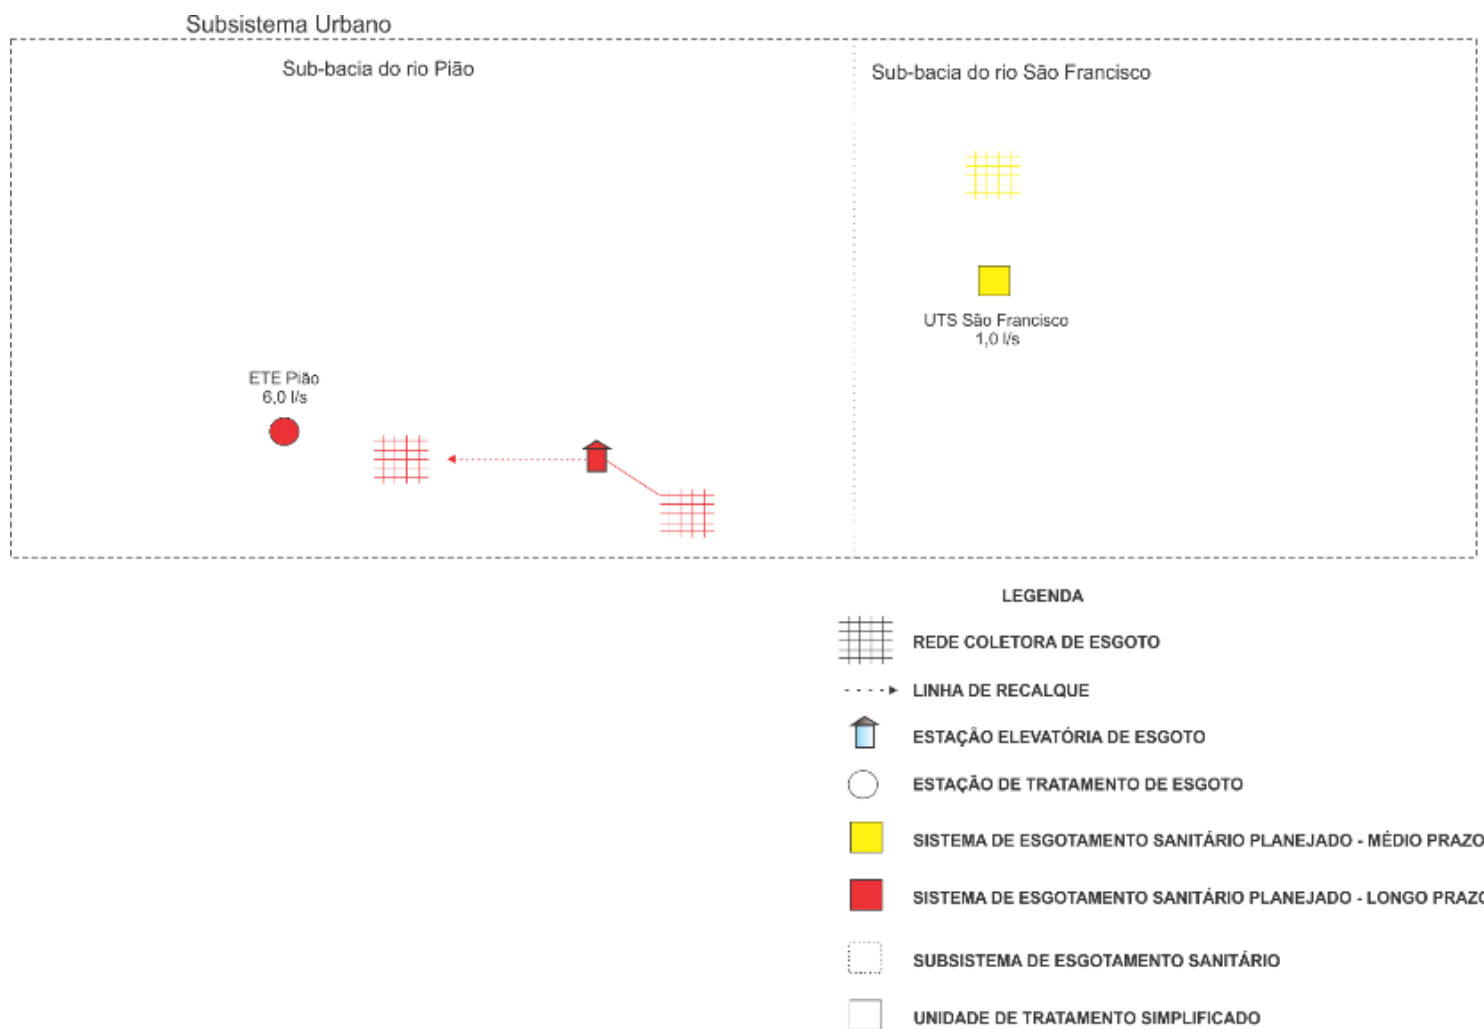 Subsistema Urbano
Sub-bacia do rio Pião
Sub-bacia do rio São Francisco
UTS São Francisco
1,0 l/s
ETE Pião
6,0 l/s
LEGENDA
REDE COLETORA DE ESGOTO
LINHA DE RECALQUE
ESTAÇÃO ELEVATÓRIA DE ESGOTO
ESTAÇÃO DE TRATAMENTO DE ESGOTO
SISTEMA DE ESGOTAMENTO SANITÁRIO PLANEJADO - MÉDIO PRAZO
SISTEMA DE ESGOTAMENTO SANITÁRIO PLANEJADO - LONGO PRAZO
SUBSISTEMA DE ESGOTAMENTO SANITÁRIO
UNIDADE DE TRATAMENTO SIMPLIFICADO